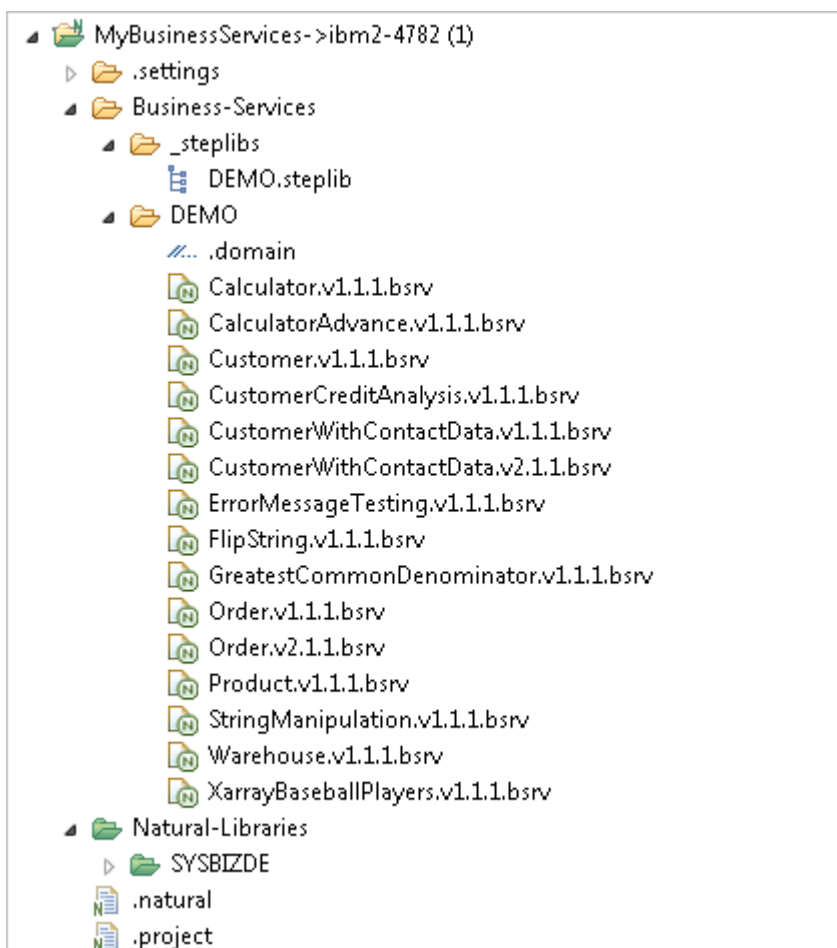 MyBusinessServices->ibm2-4782 (1)
.settings
Business-Services
_steplibs
DEMO.steplib
DEMO
.domain
Calculator.v1.1.1.bsrv
CalculatorAdvance.v1.1.1.bsrv
Customer.v1.1.1.bsrv
CustomerCreditAnalysis.v1.1.1.bsrv
CustomerWithContactData.v1.1.1.bsrv
CustomerWithContactData.v2.1.1.bsrv
ErrorMessageTesting.v1.1.1.bsrv
FlipString.v1.1.1.bsrv
GreatestCommonDenominator.v1.1.1.bsrv
Order.v1.1.1.bsrv
Order.v2.1.1.bsrv
Product.v1.1.1.bsrv
StringManipulation.v1.1.1.bsrv
Warehouse.v1.1.1.bsrv
XarrayBaseballPlayers.v1.1.1.bsrv
Natural-Libraries
SYSBIZDE
.natural
.project